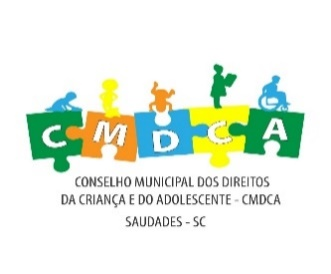 CMDCA
CONSELHO MUNICIPAL DOS DIREITOS
DA CRIANÇA E DO ADOLESCENTE - CMDCA
SAUDADES - SC